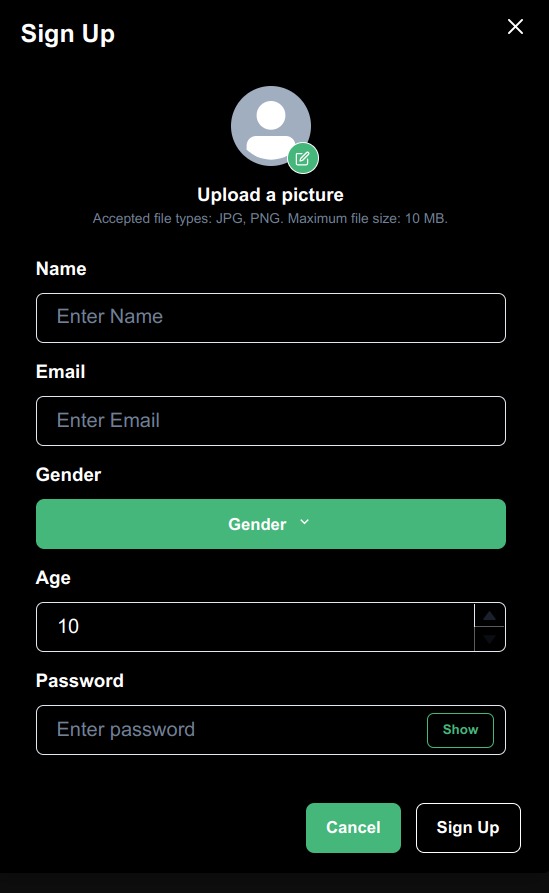 Sign Up
Upload a picture
Accepted file types: JPG, PNG. Maximum file size: 10 MB.
Name
Enter Name
Email
Enter Email
Gender
Gender
Age
10
Password
Enter password
Show
Cancel
Sign Up